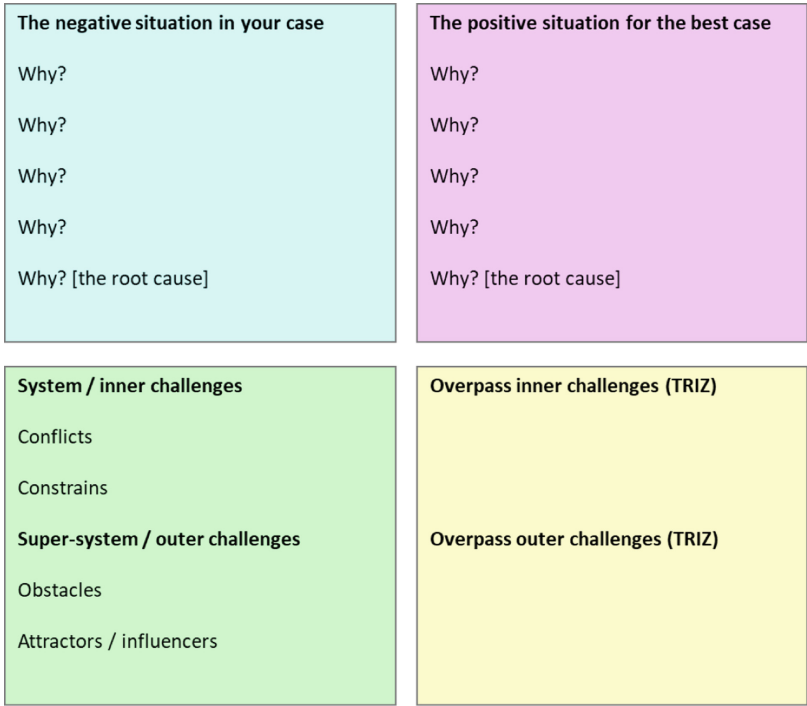 The negative situation in your case
Why?
Why?
Why?
Why?
Why? [the root cause]
The positive situation for the best case
Why?
Why?
Why?
Why?
Why? [the root cause]
System / inner challenges
Conflicts
Constrains
Super-system / outer challenges
Obstacles
Attractors / influencers
Overpass inner challenges (TRIZ)
Overpass outer challenges (TRIZ)